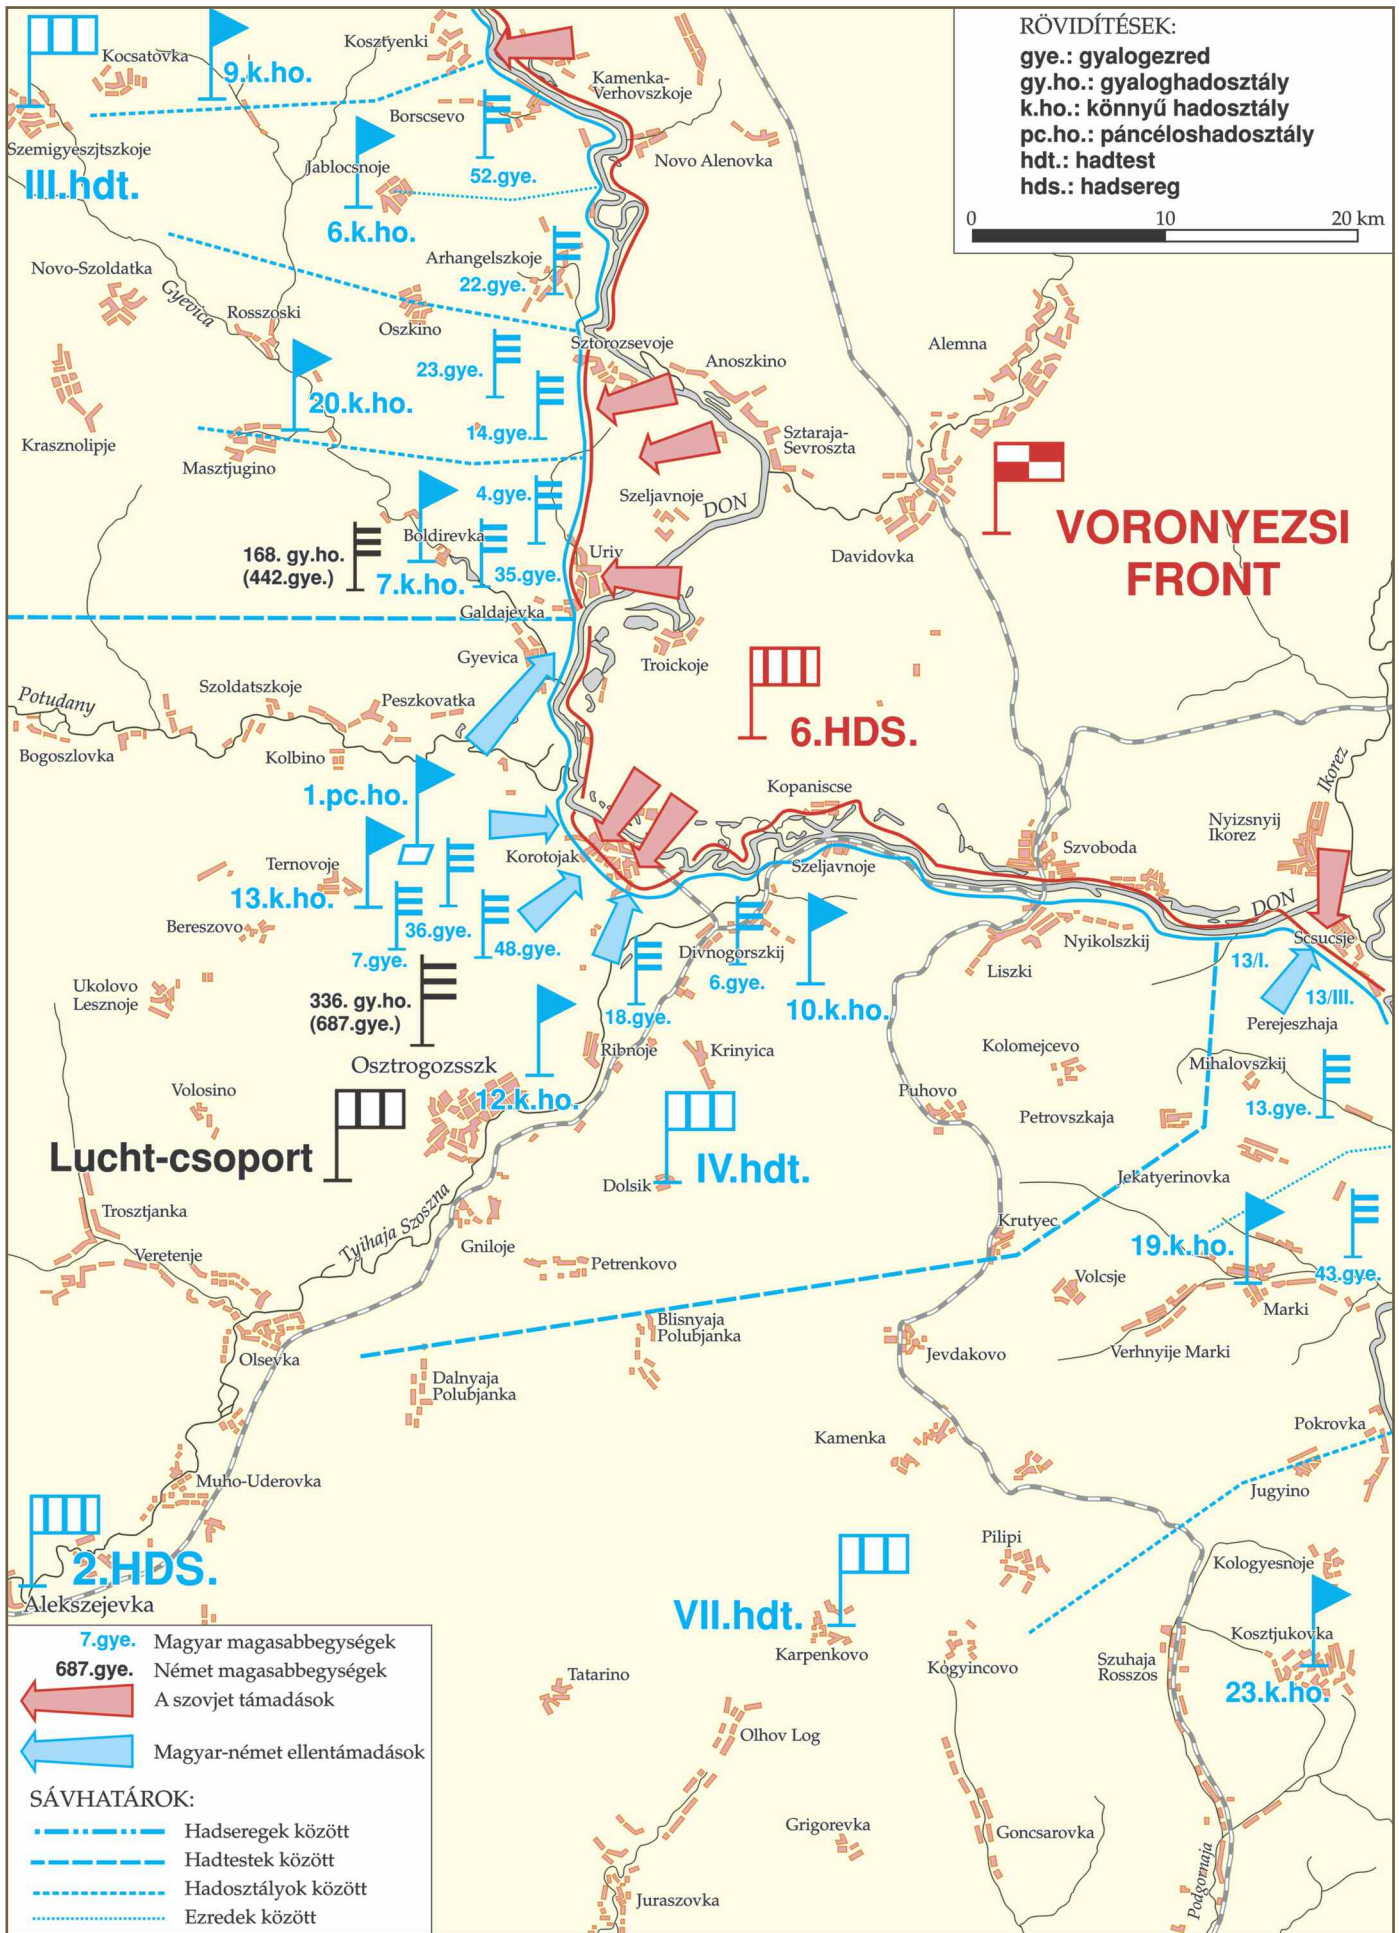 RÖVIDÍTÉSEK:
gye.: gyalogezred
gy.ho.: gyaloghadosztály
k.ho.: könnyű hadosztály
pc.ho.: páncéloshadosztály
hdt.: hadtest
hds.: hadsereg
0 10 20 km
Kocsatovka
9.k.ho.
Kosztyenki
Kamenka-
Verhovszkoje
Borscsevo
Szemigyeszjtszkoje
III.hdt.
Jablocsnoje
52.gye.
Novo Alenovka
6.k.ho.
Arhangelszkoje
22.gye.
Novo-Szoldatka
Gyevica
Rosszoski
Oszkino
Sztorozsevoje
Anoszkino
Alemna
23.gye.
20.k.ho.
14.gye.
Krasznolipje
Masztjugino
Sztaraja-
Sevroszta
4.gye.
Szeljavnoje
DON
Boldirevka
168. gy.ho.
(442.gye.)
7.k.ho.
35.gye.
Uriv
Davidovka
VORONYEZSI
FRONT
Galdajevka
Gyevica
Troickoje
Potudany
Szoldatszkoje
Peszkovatka
6.HDS.
Bogoszlovka
Kolbino
1.pc.ho.
Kopaniscse
Ikorez
Nyizsnyij
Ikorez
Korotojak
Szeljavnoje
Szvoboda
Ternovoje
13.k.ho.
DON
Bereszovo
36.gye.
48.gye.
7.gye.
Divnogorszkij
6.gye.
Nyikolszkij
Scsucsje
13/I.
13/III.
Liszki
Ukolovo
Lesznoje
336. gy.ho.
(687.gye.)
18.gye.
10.k.ho.
Perejeszhaja
Osztrogozsszk
Ribnoje
Krinyica
Kolomejcevo
Mihalovszkij
Volosino
12.k.ho.
Puhovo
Petrovszkaja
13.gye.
Lucht-csoport
IV.hdt.
Dolsik
Jekatyerinovka
Trosztjanka
Tyihaja Szoszna
Gniloje
Krutyec
19.k.ho.
Veretenje
Petrenkovo
Volcsje
43.gye.
Marki
Blisnyaja
Polubjanka
Olsevka
Jevdakovo
Verhnyije Marki
Dalnyaja
Polubjanka
Kamenka
Pokrovka
Muho-Uderovka
Jugyino
2.HDS.
Alekszejevka
Pilipi
Kologyesnoje
VII.hdt.
Karpenkovo
Kogyincovo
Szuhaja
Rosszos
Kosztjukovka
23.k.ho.
Tatarino
Olhov Log
Grigorevka
Goncsarovka
Juraszovka
Podgornaja
7.gye. Magyar magasabbegységek
687.gye. Német magasabbegységek
A szovjet támadások
Magyar-német ellentámadások
SÁVHATÁROK:
Hadseregek között
Hadtestek között
Hadosztályok között
Ezredek között